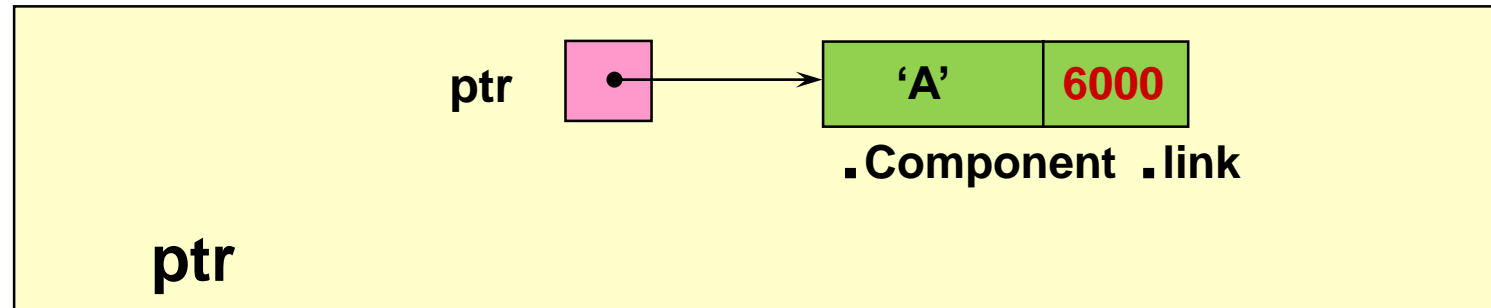 ptr ‘A’ 6000
.Component .link
ptr